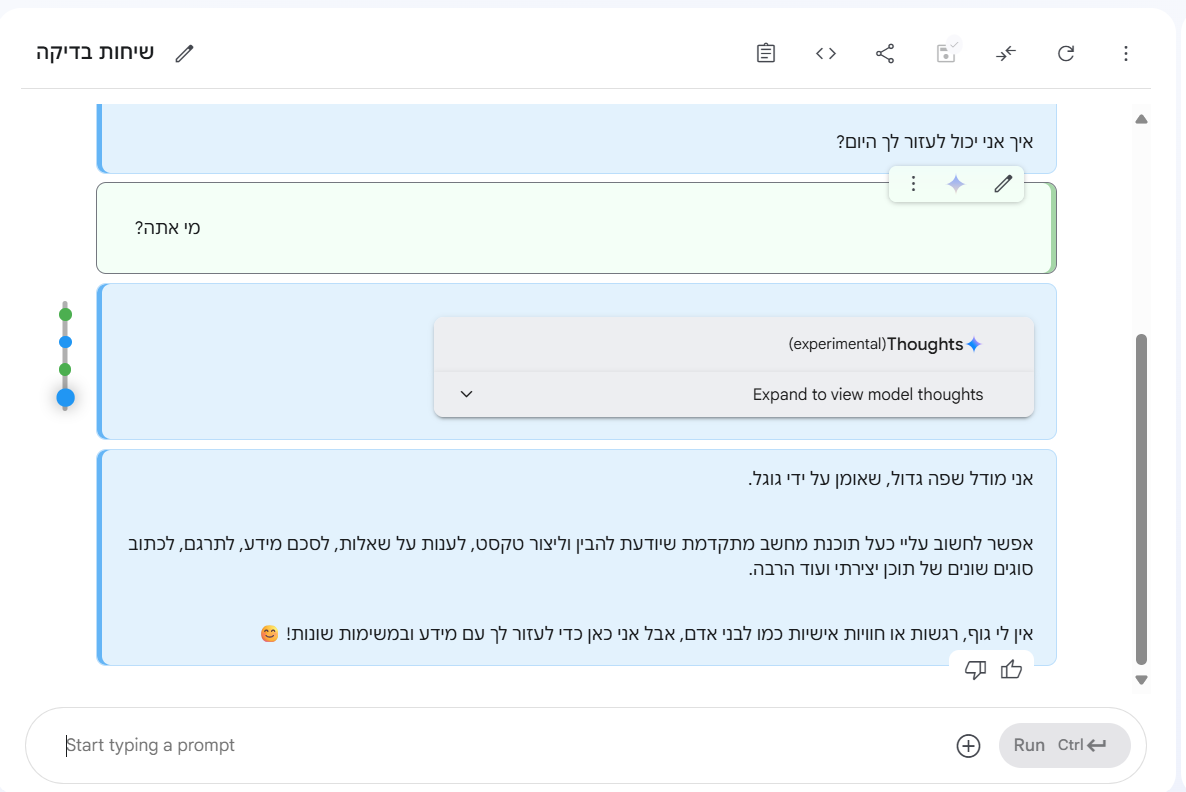 שיחות בדיקה
איך אני יכול לעזור לך היום?
מי אתה?
Thoughts (experimental)
Expand to view model thoughts
אני מודל שפה גדול, שאומן על ידי גוגל.
אפשר לחשוב עליי כעל תוכנת מחשב מתקדמת שיודעת להבין וליצור טקסט, לענות על שאלות, לסכם מידע, לתרגם, לכתוב
סוגים שונים של תוכן יצירתי ועוד הרבה.
אין לי גוף, רגשות או חוויות אישיות כמו לבני אדם, אבל אני כאן כדי לעזור לך עם מידע ובמשימות שונות! 😊
Start typing a prompt
Run Ctrl